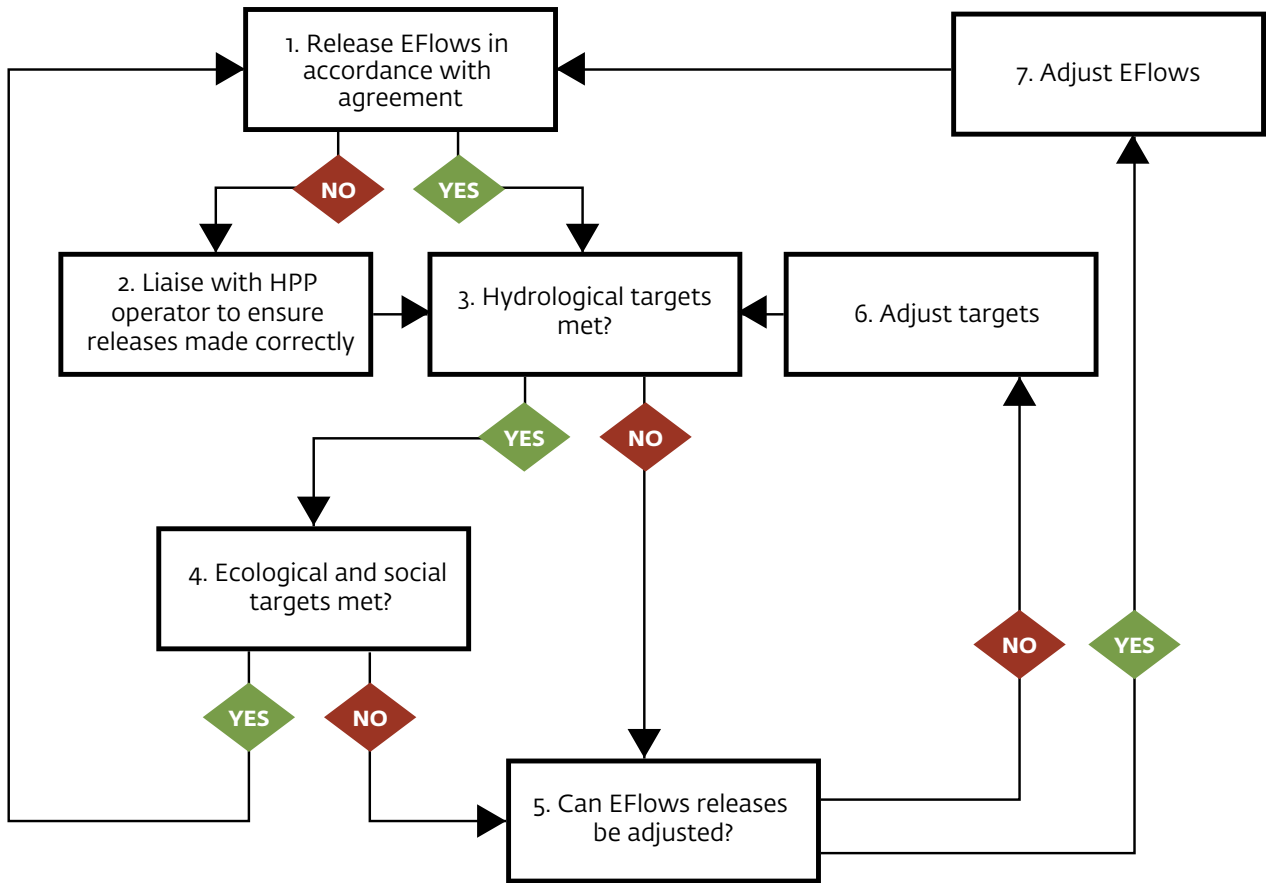 1. Release EFlows in
accordance with
agreement
7. Adjust EFlows
NO
YES
2. Liaise with HPP
operator to ensure
releases made correctly
3. Hydrological targets
met?
6. Adjust targets
YES
NO
4. Ecological and social
targets met?
NO
YES
YES
NO
5. Can EFlows releases
be adjusted?